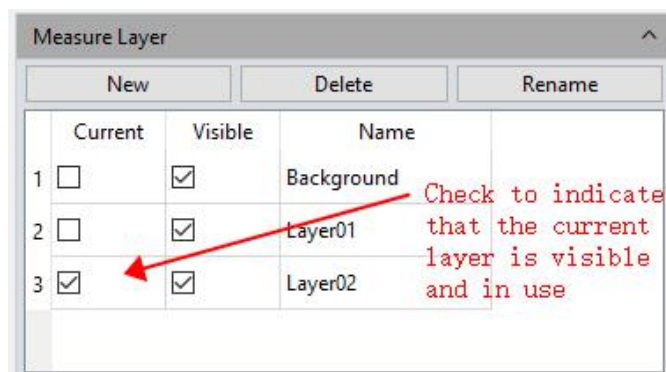 Measure Layer
New Delete Rename
Current Visible Name
1 Background
2 Layer01
3 Layer02
Check to indicate
that the current
layer is visible
and in use